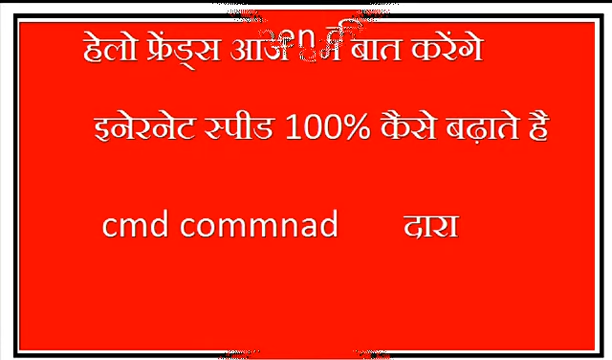 हेलो फ्रेंड्स आज बात करेंगे
इनेरनेट स्पीड 100% कैसे बढ़ाते है
cmd commnad दारा